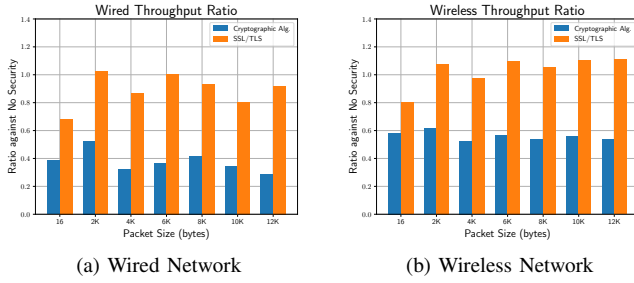 Wired Throughput Ratio
1.4
1.2
1.0
0.8
0.6
0.4
0.2
0.0
Ratio against No Security
Cryptographic Alg.
SSL/TLS
16 2K 4K 6K 8K 10K 12K
Packet Size (bytes)
(a) Wired Network
Wireless Throughput Ratio
1.4
1.2
1.0
0.8
0.6
0.4
0.2
0.0
Ratio against No Security
Cryptographic Alg.
SSL/TLS
16 2K 4K 6K 8K 10K 12K
Packet Size (bytes)
(b) Wireless Network